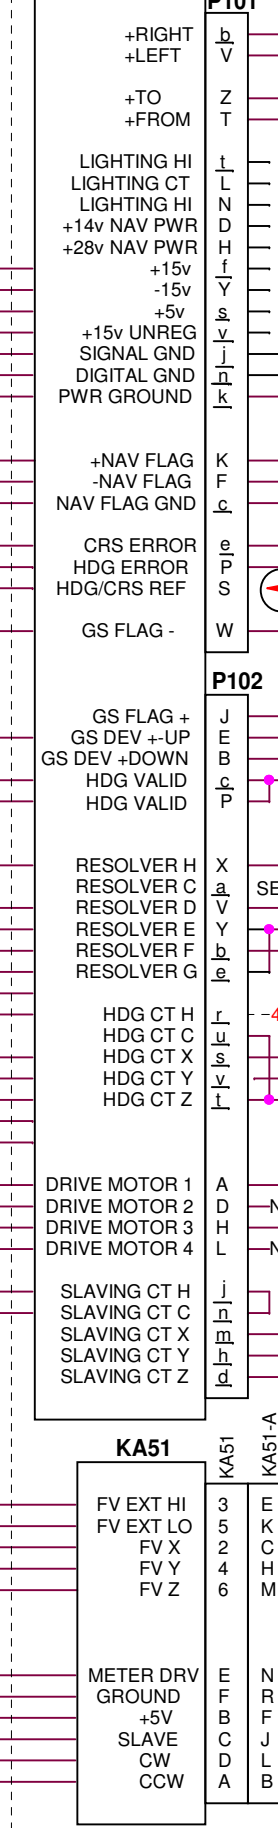 P101
+RIGHT b
+LEFT V
+TO Z
+FROM T
LIGHTING HI t
LIGHTING CT L
LIGHTING HI N
+14v NAV PWR D
+28v NAV PWR H
+15v f
-15v Y
+5v s
+15v UNREG v
SIGNAL GND j
DIGITAL GND n
PWR GROUND k
+NAV FLAG K
-NAV FLAG F
NAV FLAG GND c
CRS ERROR e
HDG ERROR P
HDG/CRS REF S
GS FLAG - W
P102
GS FLAG + J
GS DEV +-UP E
GS DEV +DOWN B
HDG VALID c
HDG VALID P
RESOLVER H X
RESOLVER C a SE
RESOLVER D V
RESOLVER E Y
RESOLVER F b
RESOLVER G e
HDG CT H r
HDG CT C u
HDG CT X s
HDG CT Y v
HDG CT Z t
DRIVE MOTOR 1 A
DRIVE MOTOR 2 D N
DRIVE MOTOR 3 H
DRIVE MOTOR 4 L N
SLAVING CT H j
SLAVING CT C n
SLAVING CT X m
SLAVING CT Y h
SLAVING CT Z d
KA51 KA51 KA51-A
FV EXT HI 3 E
FV EXT LO 5 K
FV X 2 C
FV Y 4 H
FV Z 6 M
METER DRV E N
GROUND F R
+5V B F
SLAVE C J
CW D L
CCW A B